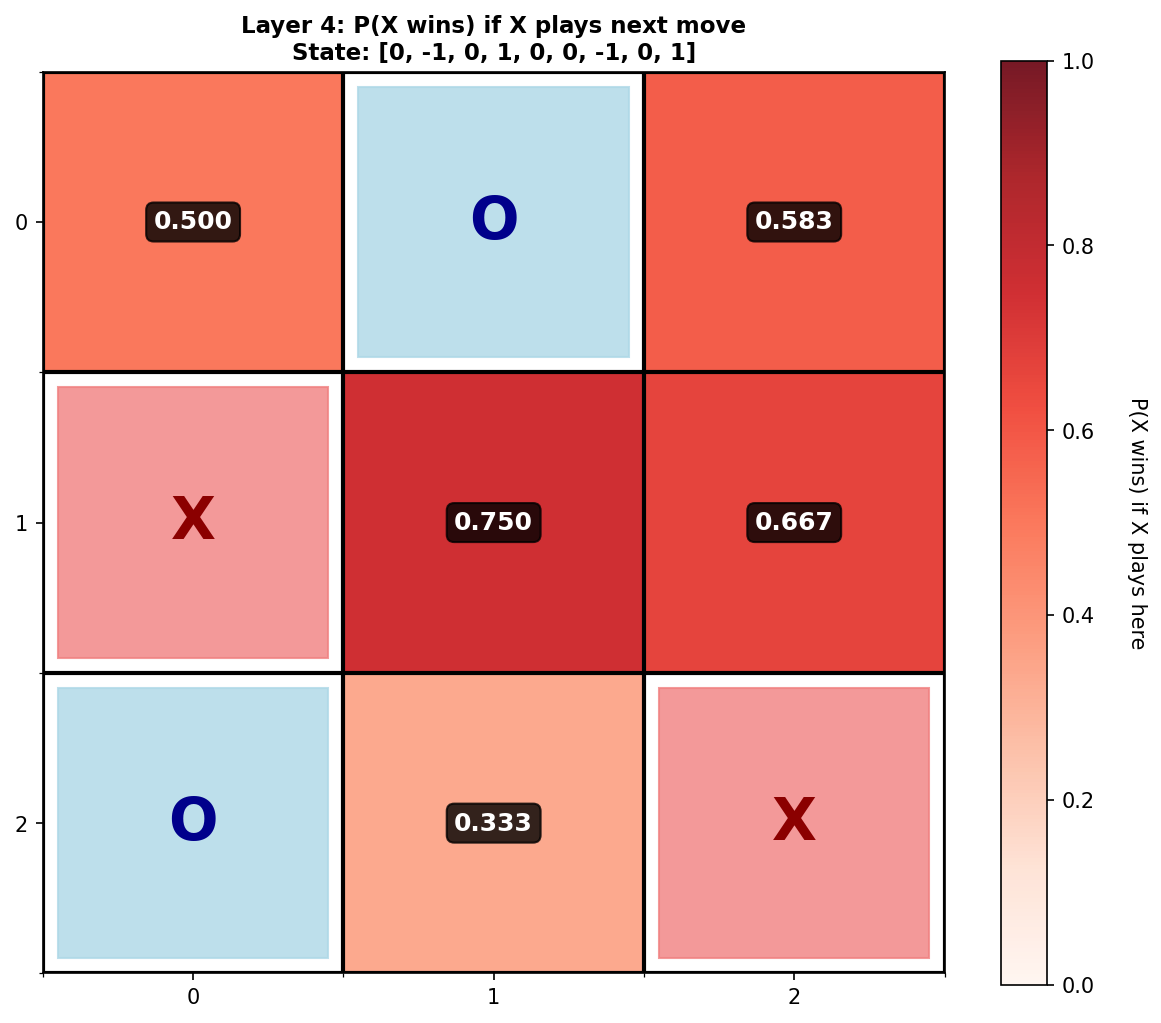 Layer 4: P(X wins) if X plays next move
State: [0, -1, 0, 1, 0, 0, -1, 0, 1]
0.500
O
0.583
X
0.750
0.667
O
0.333
X
0
1
2
0
1
2
1.0
0.8
0.6
0.4
0.2
0.0
P(X wins) if X plays here